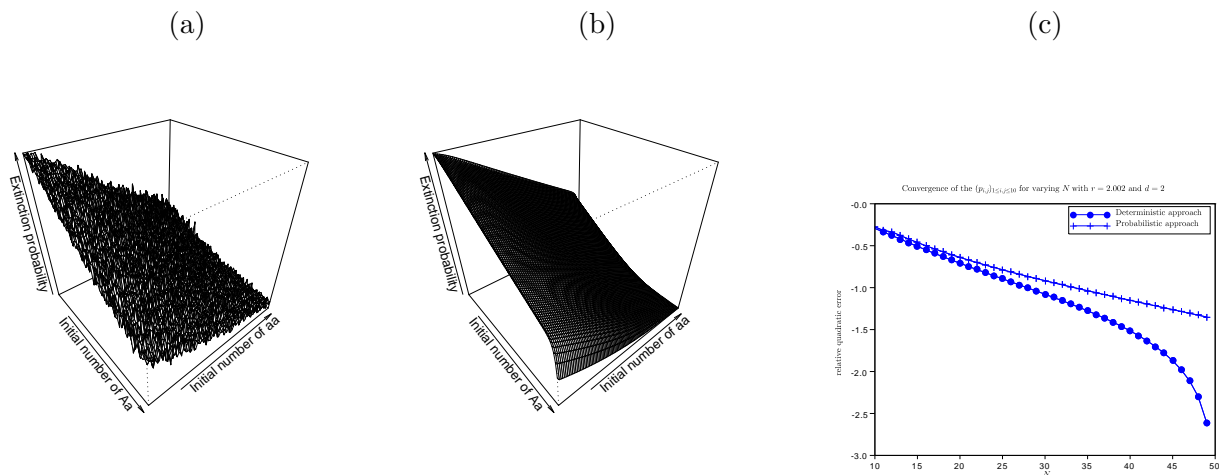 (a)
(b)
(c)
Extinction probability
Initial number of Aa
Initial number of aa
Extinction probability
Initial number of Aa
Initial number of aa
Convergence of the (p_{i,j})_{1≤i,j≤10} for varying N with r = 2.002 and d = 2
-0.0
-0.5
-1.0
-1.5
-2.0
-2.5
-3.0
relative quadratic error
Deterministic approach
Probabilistic approach
10 15 20 25 30 35 40 45 50
N